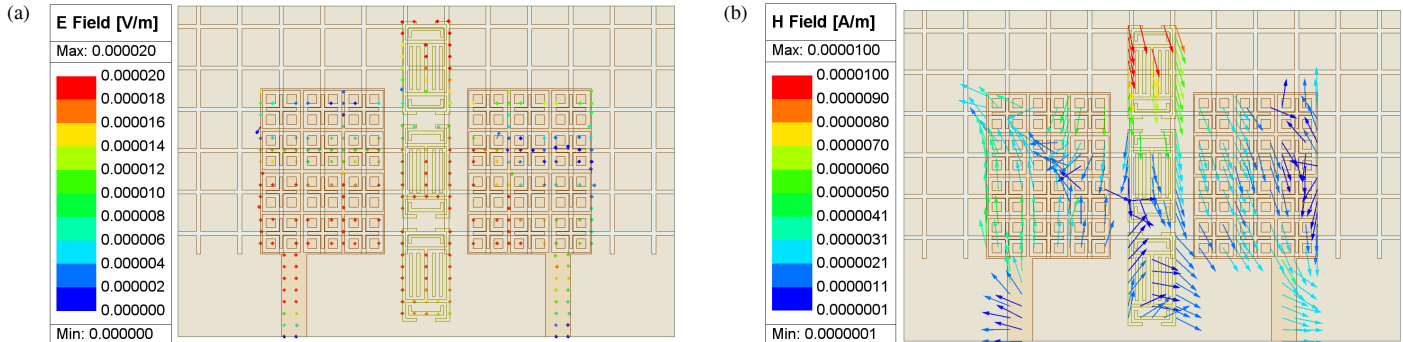 (a)
E Field [V/m]
Max: 0.000020
0.000020
0.000018
0.000016
0.000014
0.000012
0.000010
0.000008
0.000006
0.000004
0.000002
0.000000
Min: 0.000000
(b)
H Field [A/m]
Max: 0.0000100
0.0000100
0.0000090
0.0000080
0.0000070
0.0000060
0.0000050
0.0000041
0.0000031
0.0000021
0.0000011
0.0000001
Min: 0.0000001